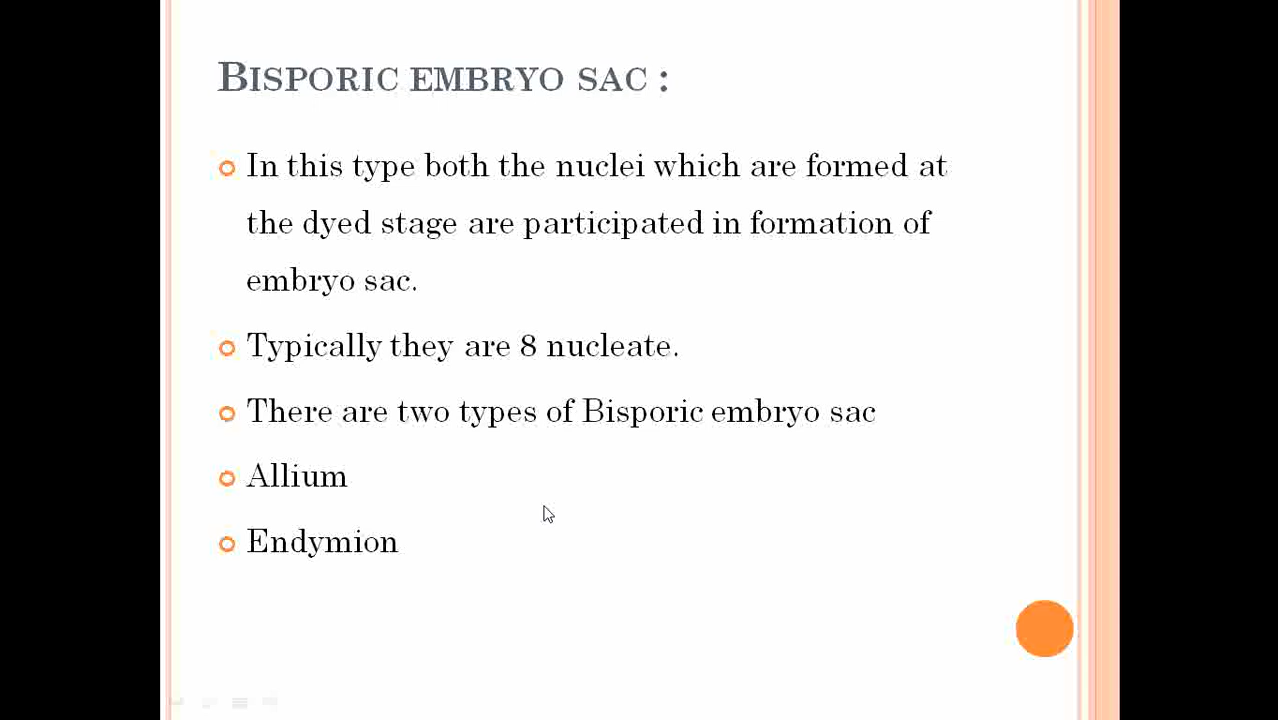 BISPORIC EMBRYO SAC :
In this type both the nuclei which are formed at
the dyed stage are participated in formation of
embryo sac.
Typically they are 8 nucleate.
There are two types of Bisporic embryo sac
Allium
Endymion